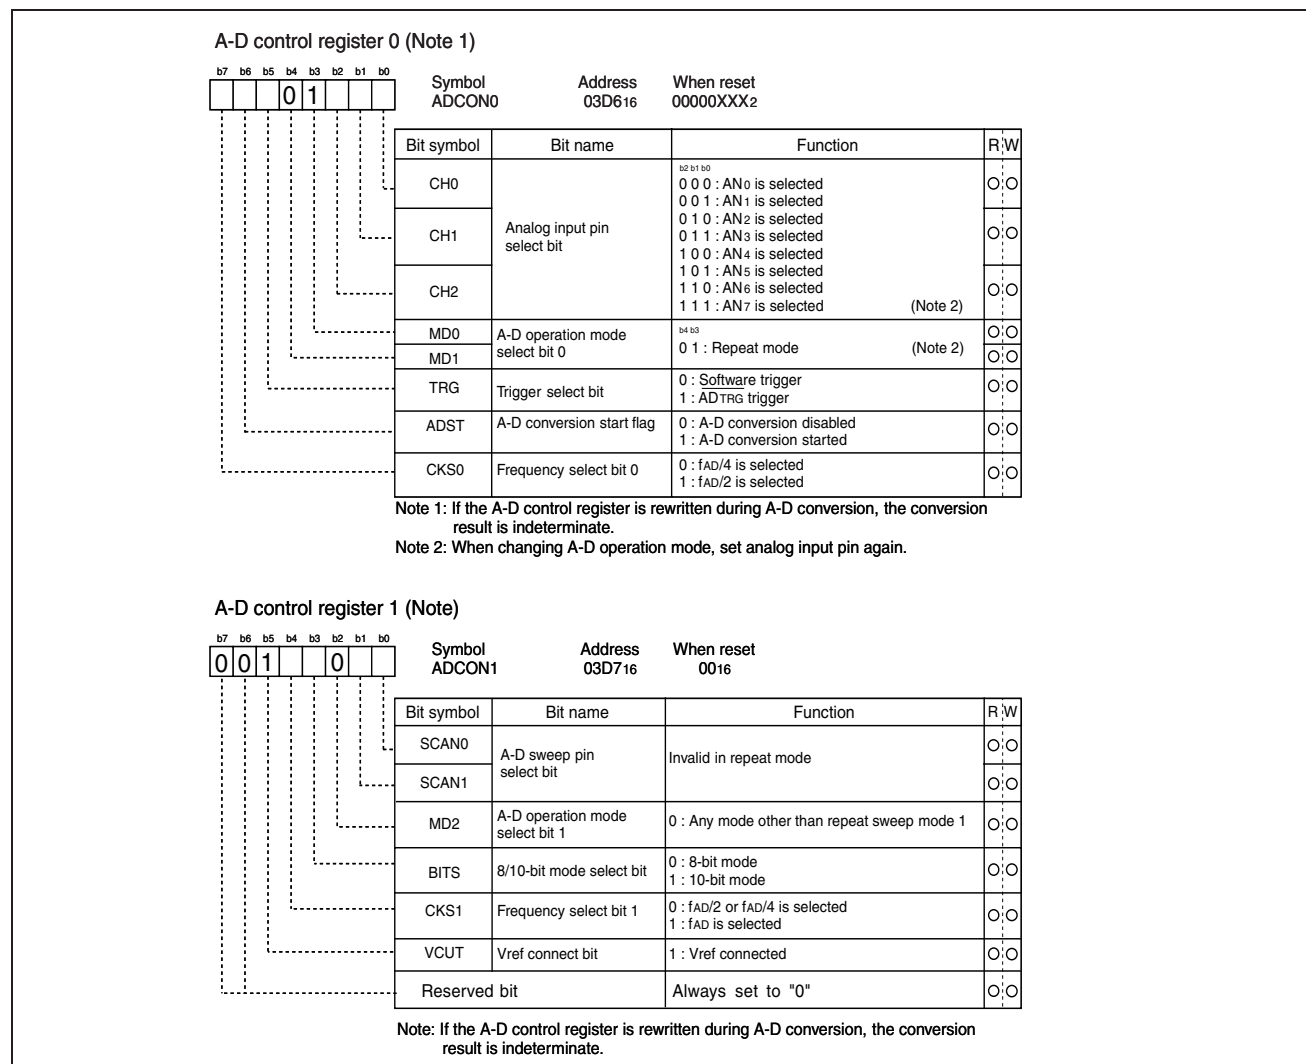 A-D control register 0 (Note 1)
b7 b6 b5 b4 b3 b2 b1 b0
0 1
Symbol Address When reset
ADCON0 03D616 00000XXX2
Bit symbol Bit name Function R W
CH0
CH1
CH2
Analog input pin
select bit
b2 b1 b0
0 0 0 : AN0 is selected
0 0 1 : AN1 is selected
0 1 0 : AN2 is selected
0 1 1 : AN3 is selected
1 0 0 : AN4 is selected
1 0 1 : AN5 is selected
1 1 0 : AN6 is selected
1 1 1 : AN7 is selected (Note 2)
MD0
MD1
A-D operation mode
select bit 0
b4 b3
0 1 : Repeat mode (Note 2)
TRG Trigger select bit
0 : Software trigger
1 : ADTRG trigger
ADST A-D conversion start flag
0 : A-D conversion disabled
1 : A-D conversion started
CKS0 Frequency select bit 0
0 : fAD/4 is selected
1 : fAD/2 is selected
Note 1: If the A-D control register is rewritten during A-D conversion, the conversion
result is indeterminate.
Note 2: When changing A-D operation mode, set analog input pin again.
A-D control register 1 (Note)
b7 b6 b5 b4 b3 b2 b1 b0
0 0 1 0
Symbol Address When reset
ADCON1 03D716 0016
Bit symbol Bit name Function R W
SCAN0
SCAN1
A-D sweep pin
select bit
Invalid in repeat mode
MD2
A-D operation mode
select bit 1
0 : Any mode other than repeat sweep mode 1
BITS 8/10-bit mode select bit
0 : 8-bit mode
1 : 10-bit mode
CKS1 Frequency select bit 1
0 : fAD/2 or fAD/4 is selected
1 : fAD is selected
VCUT Vref connect bit 1 : Vref connected
Reserved bit Always set to "0"
Note: If the A-D control register is rewritten during A-D conversion, the conversion
result is indeterminate.